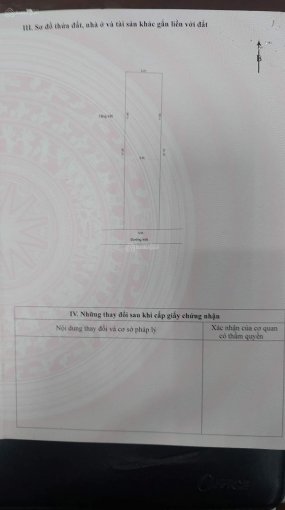 III. Sơ đồ thửa đất, nhà ở và tài sản khác gắn liền với đất
B
Đường
IV. Những thay đổi sau khi cấp giấy chứng nhận
Nội dung thay đổi và cơ sở pháp lý
Xác nhận của cơ quan
có thẩm quyền